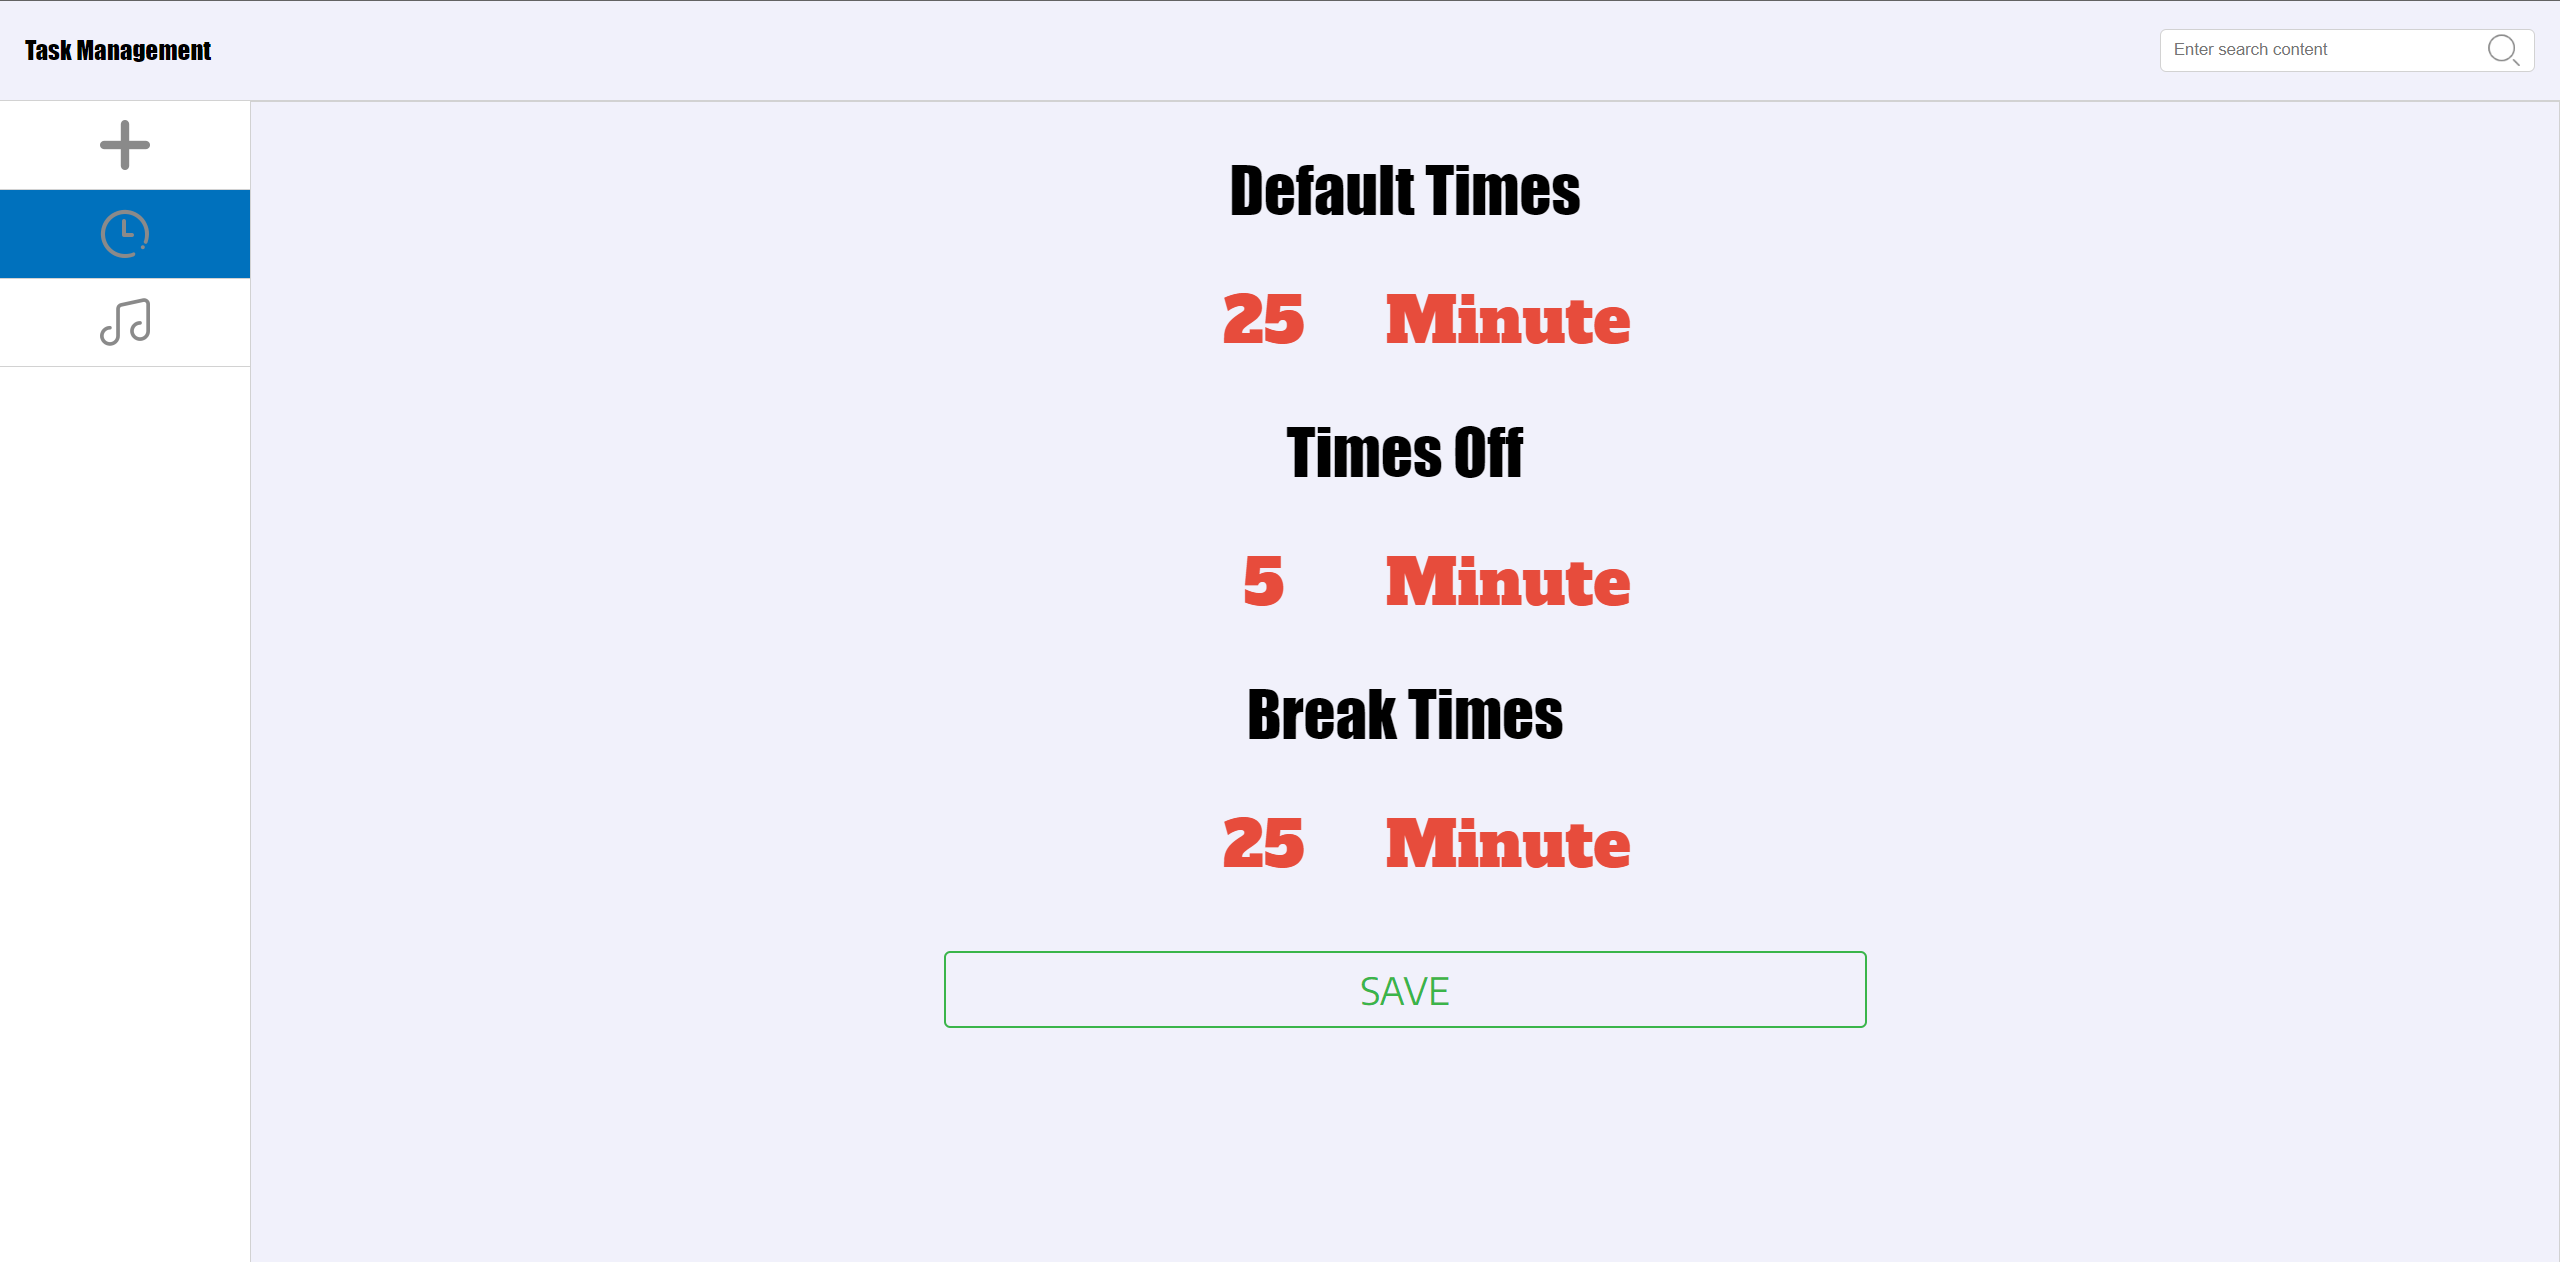 Task Management
Enter search content
Default Times
25 Minute
Times Off
5 Minute
Break Times
25 Minute
SAVE